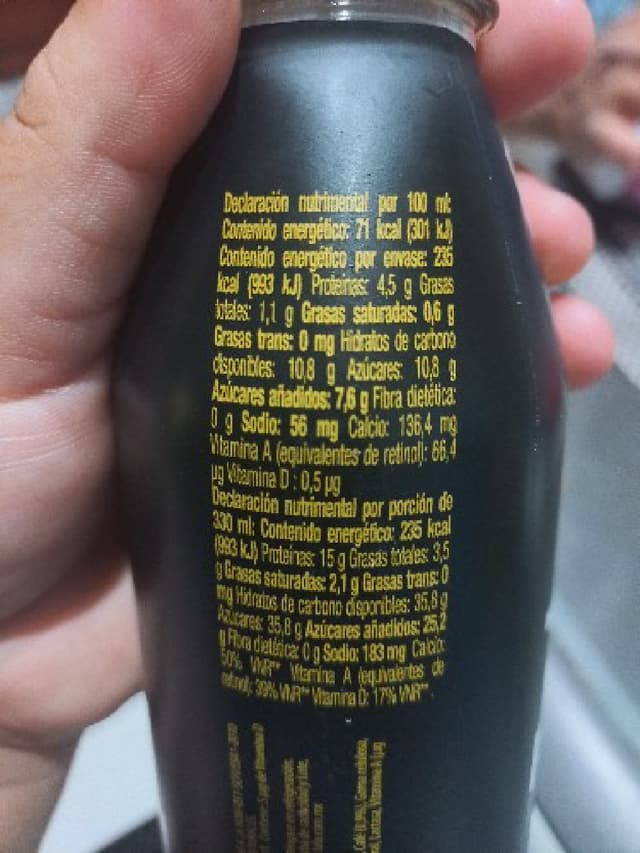 Declaración nutrimental por 100 ml:
Contenido energético: 71 kcal (301 kJ)
Contenido energético por envase: 235
kcal (993 kJ) Proteínas: 4,5 g Grasas
totales: 1,1 g Grasas saturadas: 0,6 g
Grasas trans: 0 mg Hidratos de carbono
disponibles: 10,8 g Azúcares: 10,8 g
Azúcares añadidos: 7,6 g Fibra dietética:
0 g Sodio: 56 mg Calcio: 136,4 mg
Vitamina A (equivalentes de retinol): 66,4
µg Vitamina D : 0,5 µg
Declaración nutrimental por porción de
330 ml: Contenido energético: 235 kcal
(993 kJ) Proteínas: 15 g Grasas totales: 3,5
g Grasas saturadas: 2,1 g Grasas trans: 0
mg Hidratos de carbono disponibles: 35,8 g
Azúcares: 35,8 g Azúcares añadidos: 25,2
g Fibra dietética: 0 g Sodio: 183 mg Calcio:
50% VNR** Vitamina A (equivalentes de
retinol): 39% VNR** Vitamina D: 17% VNR**.